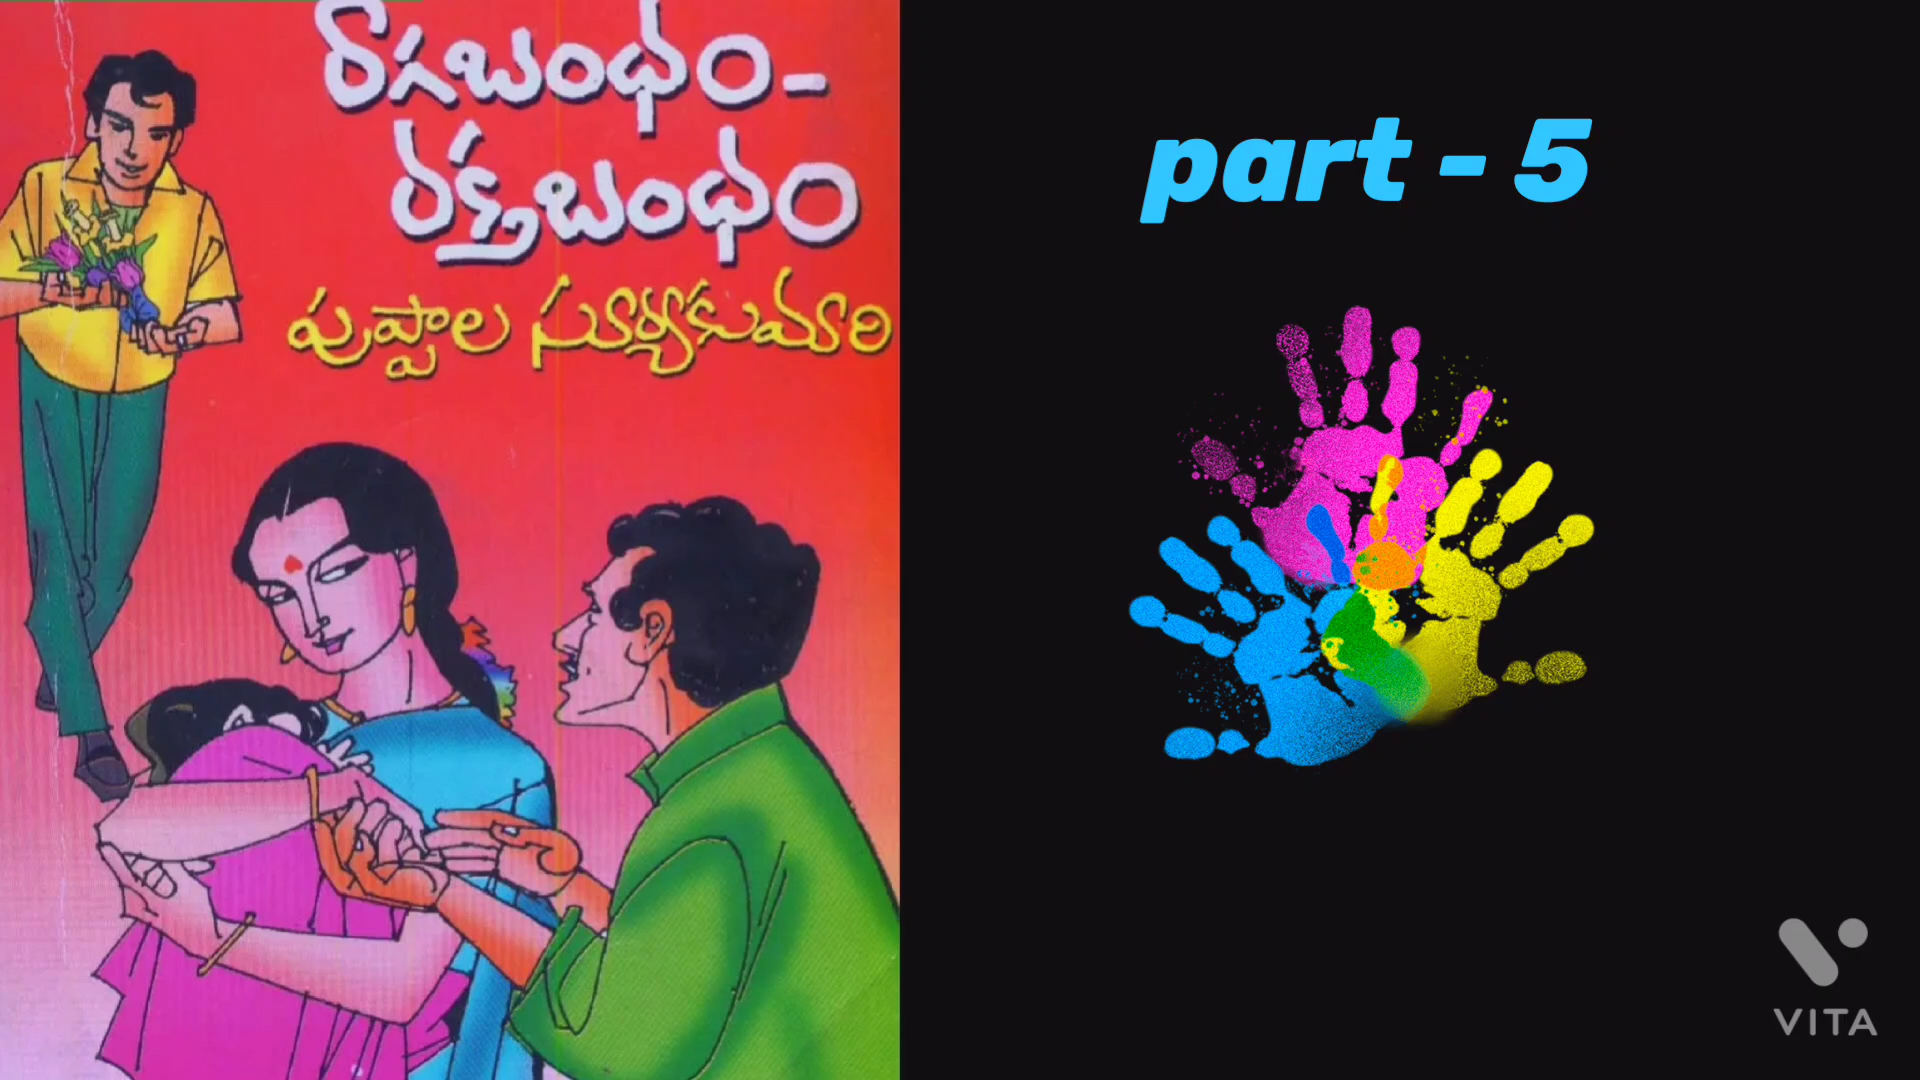 రాగబంధం-
రక్తబంధం
పుప్పాల సూర్యకుమారి
part - 5
VITA